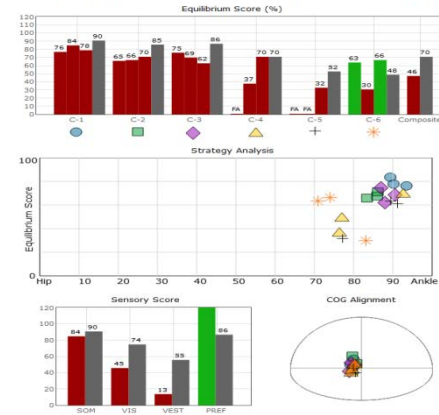 Equilibrium Score (%)
120
110
100
90
80
70
60
50
40
30
20
10
0
76 84 78 90
65 66 70 85
75 69 62 86
FA 37 70 70
FA FA 32 52
63 30 66 48
46 70
C-1 C-2 C-3 C-4 C-5 C-6 Composite
Strategy Analysis
100
Equilibrium Score
0
Hip 10 20 30 40 50 60 70 80 90 Ankle
Sensory Score
120
100
80
60
40
20
0
84 90 45 74 13 55 86
SOM VIS VEST PREF
COG Alignment